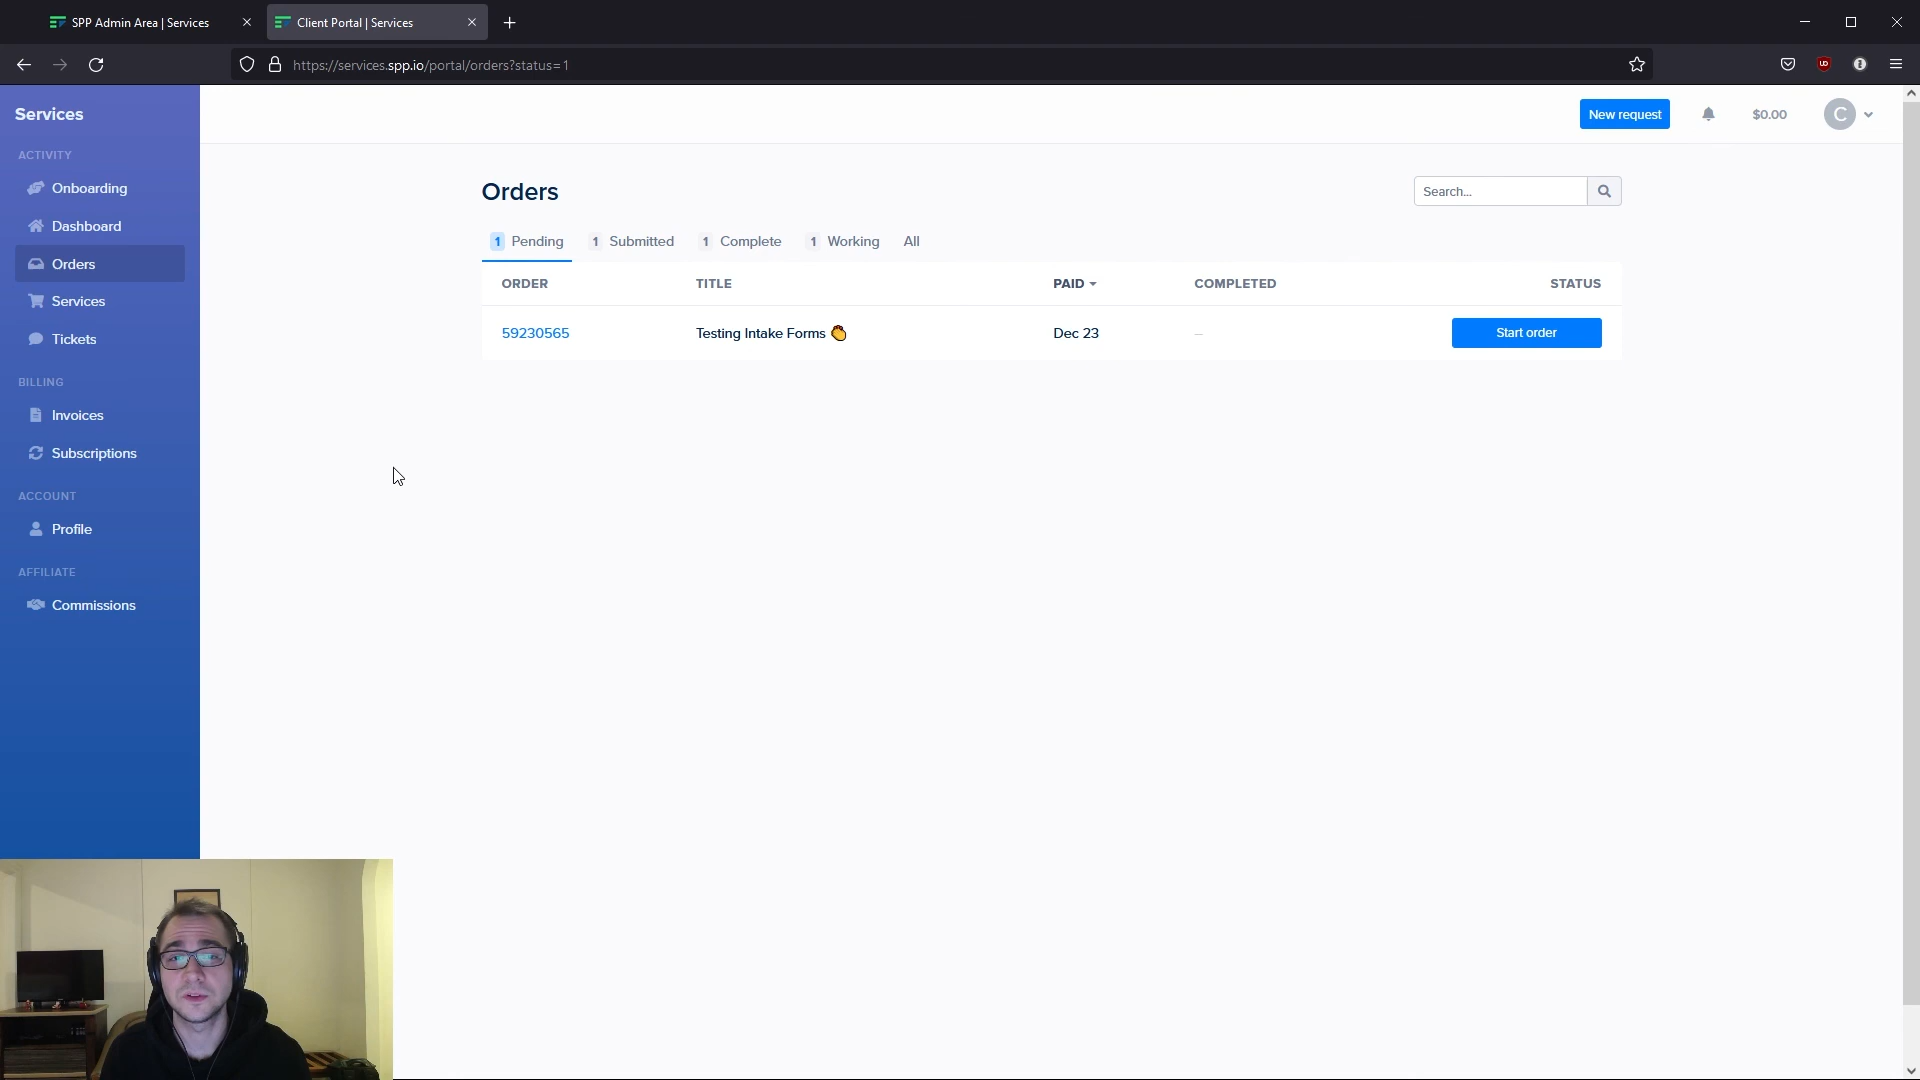 SPP Admin Area | Services
Client Portal | Services
https://services.spp.io/portal/orders?status=1
Services
New request
$0.00
C
ACTIVITY
Onboarding
Dashboard
Orders
Services
Tickets
BILLING
Invoices
Subscriptions
ACCOUNT
Profile
AFFILIATE
Commissions
Orders
Search...
1 Pending 1 Submitted 1 Complete 1 Working All
ORDER TITLE PAID COMPLETED STATUS
59230565 Testing Intake Forms 👏 Dec 23 – Start order